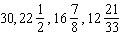 30, 22 1/2, 16 7/8, 12 21/33